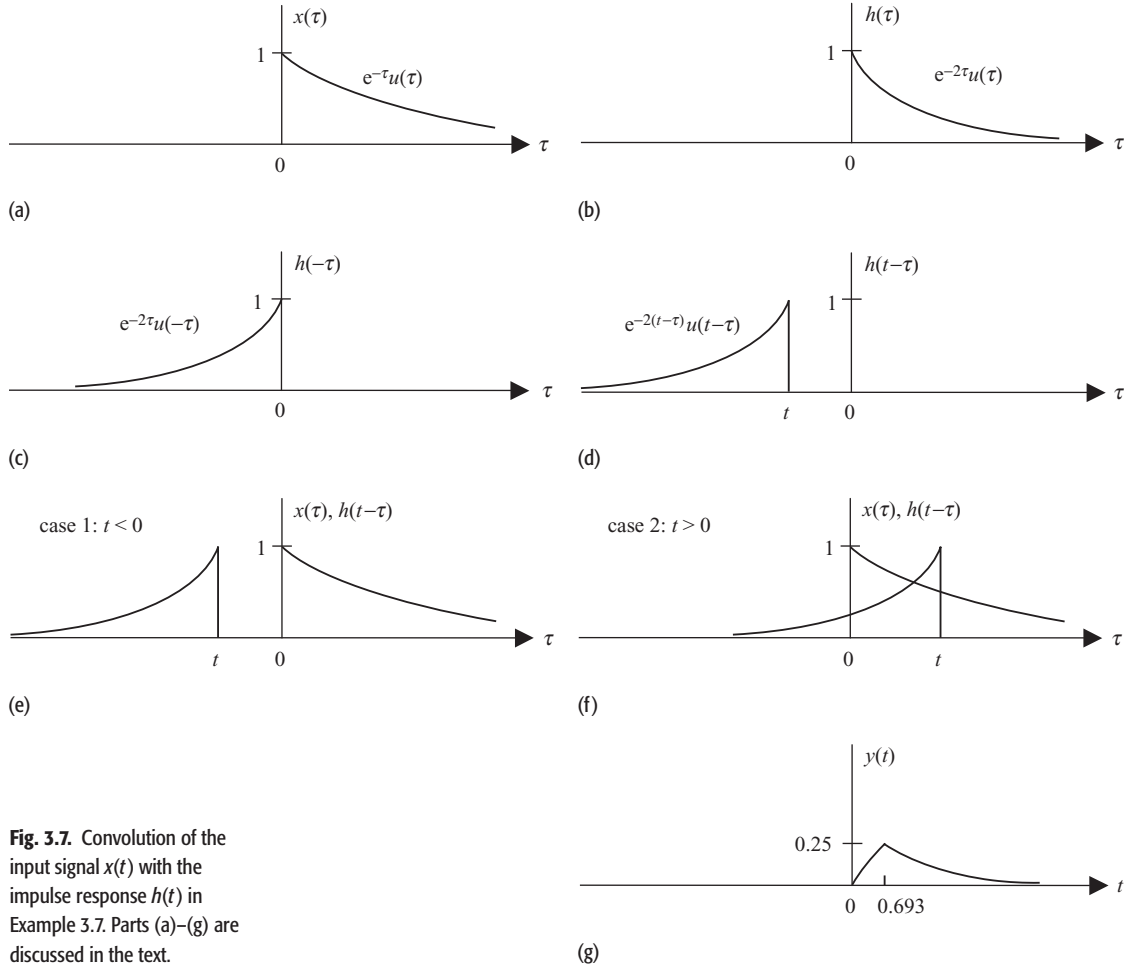 x(τ)
1
e^{−τ}u(τ)
τ
0
(a)
h(τ)
1
e^{−2τ}u(τ)
τ
0
(b)
h(−τ)
1
e^{−2τ}u(−τ)
τ
0
(c)
h(t−τ)
1
e^{−2(t−τ)}u(t−τ)
τ
t
0
(d)
case 1: t < 0
x(τ), h(t−τ)
1
τ
t
0
(e)
case 2: t > 0
x(τ), h(t−τ)
1
τ
0
t
(f)
y(t)
0.25
t
0
0.693
(g)
Fig. 3.7. Convolution of the
input signal x(t) with the
impulse response h(t) in
Example 3.7. Parts (a)–(g) are
discussed in the text.